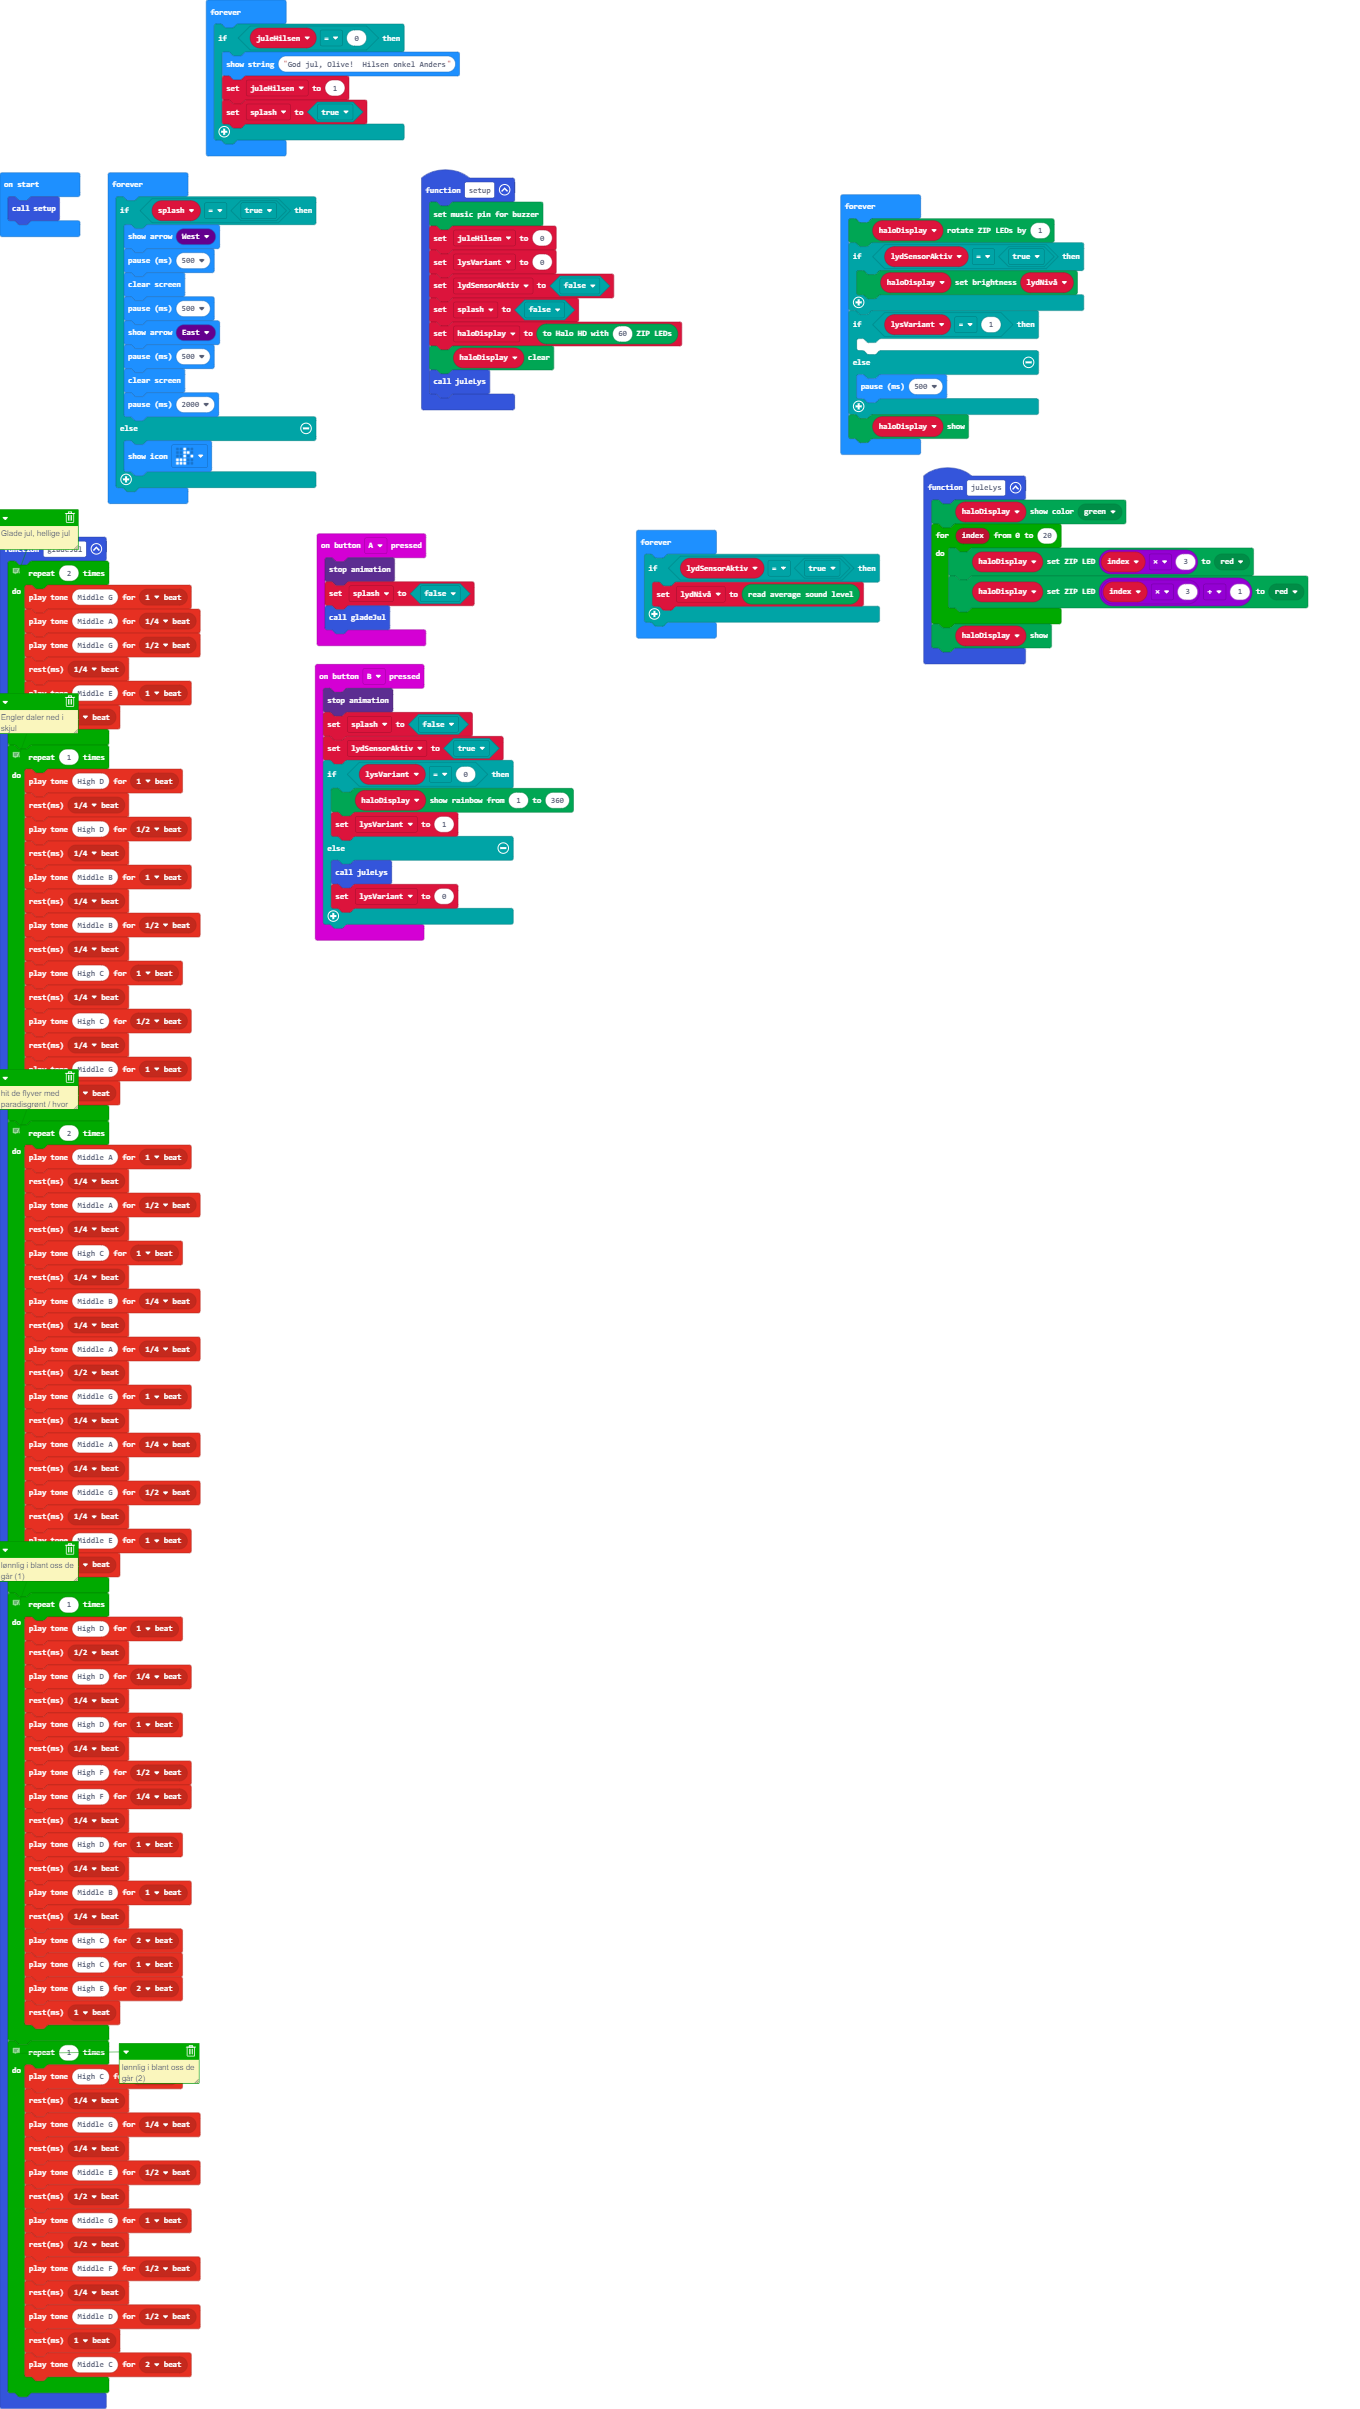 forever
if juleHilsen = 0 then
show string "God jul, Olive!  Hilsen onkel Anders"
set juleHilsen to 1
set splash to true
on start
call setup
forever
if splash = true then
show arrow West
pause (ms) 500
clear screen
pause (ms) 500
show arrow East
pause (ms) 500
clear screen
pause (ms) 2000
else
show icon
function setup
set music pin for buzzer
set juleHilsen to 0
set lysVariant to 0
set lydSensorAktiv to false
set splash to false
set haloDisplay to to Halo HD with 60 ZIP LEDs
haloDisplay clear
call juleLys
forever
haloDisplay rotate ZIP LEDs by 1
if lydSensorAktiv = true then
haloDisplay set brightness lydNivå
if lysVariant = 1 then
else
pause (ms) 500
haloDisplay show
function juleLys
haloDisplay show color green
for index from 0 to 20
do
haloDisplay set ZIP LED index × 3 to red
haloDisplay set ZIP LED index × 3 + 1 to red
haloDisplay show
forever
if lydSensorAktiv = true then
set lydNivå to read average sound level
on button A pressed
stop animation
set splash to false
call gladeJul
on button B pressed
stop animation
set splash to false
set lydSensorAktiv to true
if lysVariant = 0 then
haloDisplay show rainbow from 1 to 360
set lysVariant to 1
else
call juleLys
set lysVariant to 0
Glade jul, hellige jul
repeat 2 times
do
play tone Middle G for 1 beat
play tone Middle A for 1/4 beat
play tone Middle G for 1/2 beat
rest(ms) 1/4 beat
Middle E for 1 beat
beat
Engler daler ned i
skjul
repeat 1 times
do
play tone High D for 1 beat
rest(ms) 1/4 beat
play tone High D for 1/2 beat
rest(ms) 1/4 beat
play tone Middle B for 1 beat
rest(ms) 1/4 beat
play tone Middle B for 1/2 beat
rest(ms) 1/4 beat
play tone High C for 1 beat
rest(ms) 1/4 beat
play tone High C for 1/2 beat
rest(ms) 1/4 beat
Middle G for 1 beat
beat
hit de flyver med
paradisgrønt / hvor
repeat 2 times
do
play tone Middle A for 1 beat
rest(ms) 1/4 beat
play tone Middle A for 1/2 beat
rest(ms) 1/4 beat
play tone High C for 1 beat
rest(ms) 1/4 beat
play tone Middle B for 1/4 beat
rest(ms) 1/4 beat
play tone Middle A for 1/4 beat
rest(ms) 1/2 beat
play tone Middle G for 1 beat
rest(ms) 1/4 beat
play tone Middle A for 1/4 beat
rest(ms) 1/4 beat
play tone Middle G for 1/2 beat
rest(ms) 1/4 beat
Middle E for 1 beat
beat
lønnlig i blant oss de
går (1)
repeat 1 times
do
play tone High D for 1 beat
rest(ms) 1/2 beat
play tone High D for 1/4 beat
rest(ms) 1/4 beat
play tone High D for 1 beat
rest(ms) 1/4 beat
play tone High F for 1/2 beat
play tone High F for 1/4 beat
rest(ms) 1/4 beat
play tone High D for 1 beat
rest(ms) 1/4 beat
play tone Middle B for 1 beat
rest(ms) 1/4 beat
play tone High C for 2 beat
play tone High C for 1 beat
play tone High E for 2 beat
rest(ms) 1 beat
repeat 1 times
do
lønnlig i blant oss de
går (2)
play tone High C
rest(ms) 1/4 beat
play tone Middle G for 1/4 beat
rest(ms) 1/4 beat
play tone Middle E for 1/2 beat
rest(ms) 1/2 beat
play tone Middle G for 1 beat
rest(ms) 1/2 beat
play tone Middle F for 1/2 beat
rest(ms) 1/4 beat
play tone Middle D for 1/2 beat
rest(ms) 1 beat
play tone Middle C for 2 beat